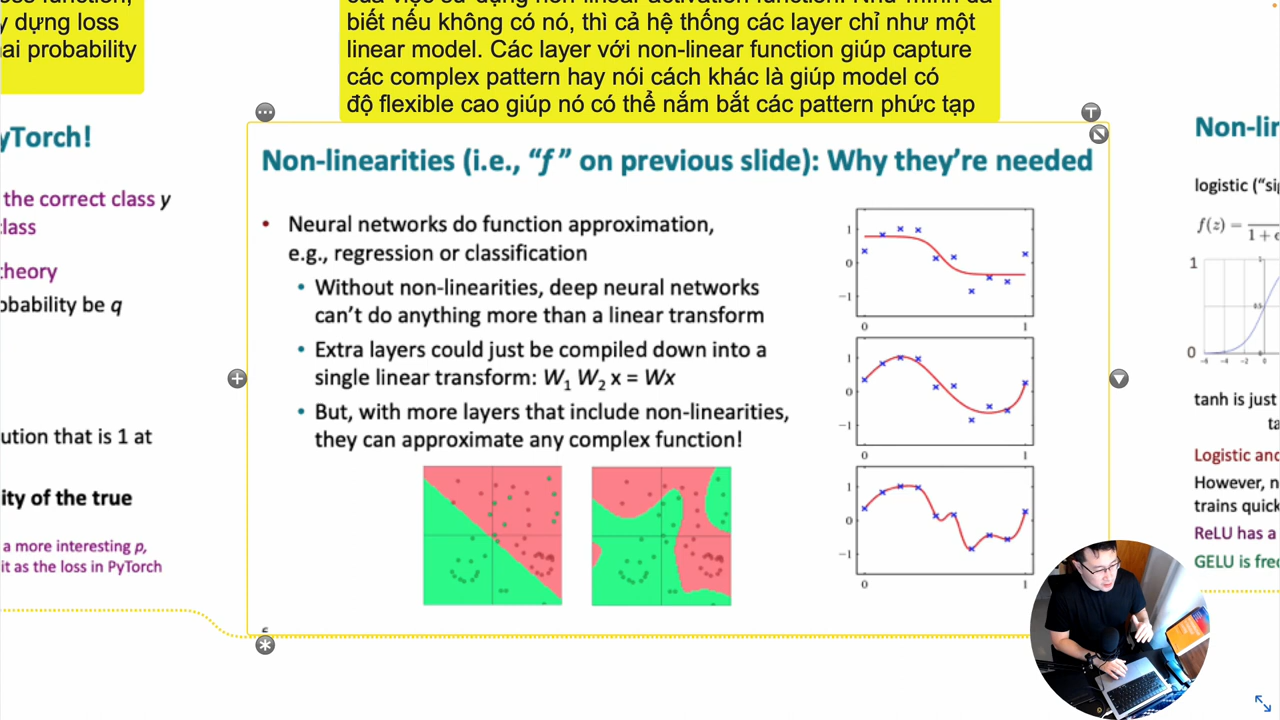 y dựng loss
ai probability
biết nếu không có nó, thì cả hệ thống các layer chỉ như một
linear model. Các layer với non-linear function giúp capture
các complex pattern hay nói cách khác là giúp model có
độ flexible cao giúp nó có thể nắm bắt các pattern phức tạp
yTorch!
the correct class y
class
theory
obability be q
ution that is 1 at
ity of the true
a more interesting p,
it as the loss in PyTorch
Non-linearities (i.e., “f ” on previous slide): Why they’re needed
• Neural networks do function approximation,
e.g., regression or classification
• Without non-linearities, deep neural networks
can’t do anything more than a linear transform
• Extra layers could just be compiled down into a
single linear transform: W₁ W₂ x = Wx
• But, with more layers that include non-linearities,
they can approximate any complex function!
1
0
−1
0 1
1
0
−1
0 1
1
0
−1
0 1
Non-lin
logistic (“sig
f(z) =
1 + e
1
0.5
0
-6 -4 -2 0
tanh is just
ta
Logistic and
However, n
trains quick
ReLU has a
GELU is fre